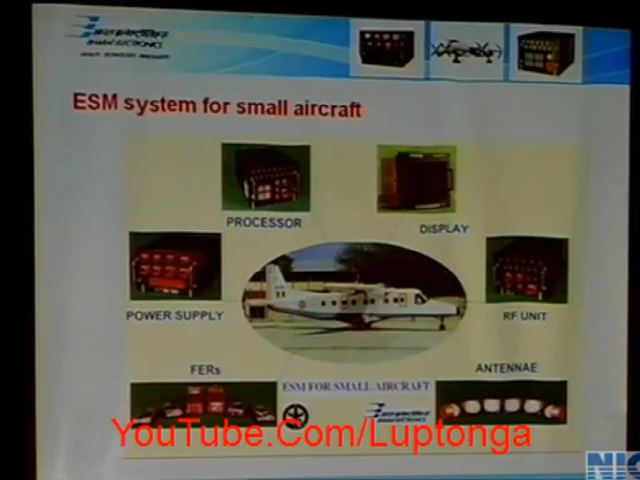 ESM system for small aircraft
PROCESSOR
DISPLAY
POWER SUPPLY
RF UNIT
FERs
ANTENNAE
ESM FOR SMALL AIRCRAFT
YouTube.Com/Luptonga
NIC